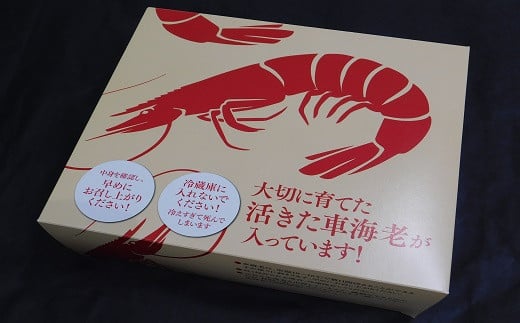 中身を確認し、
早めに
お召し上がり
ください!
冷蔵庫に
入れないで
ください!
冷えすぎて死んで
しまいます
大切に育てた
活きた車海老が
入っています!